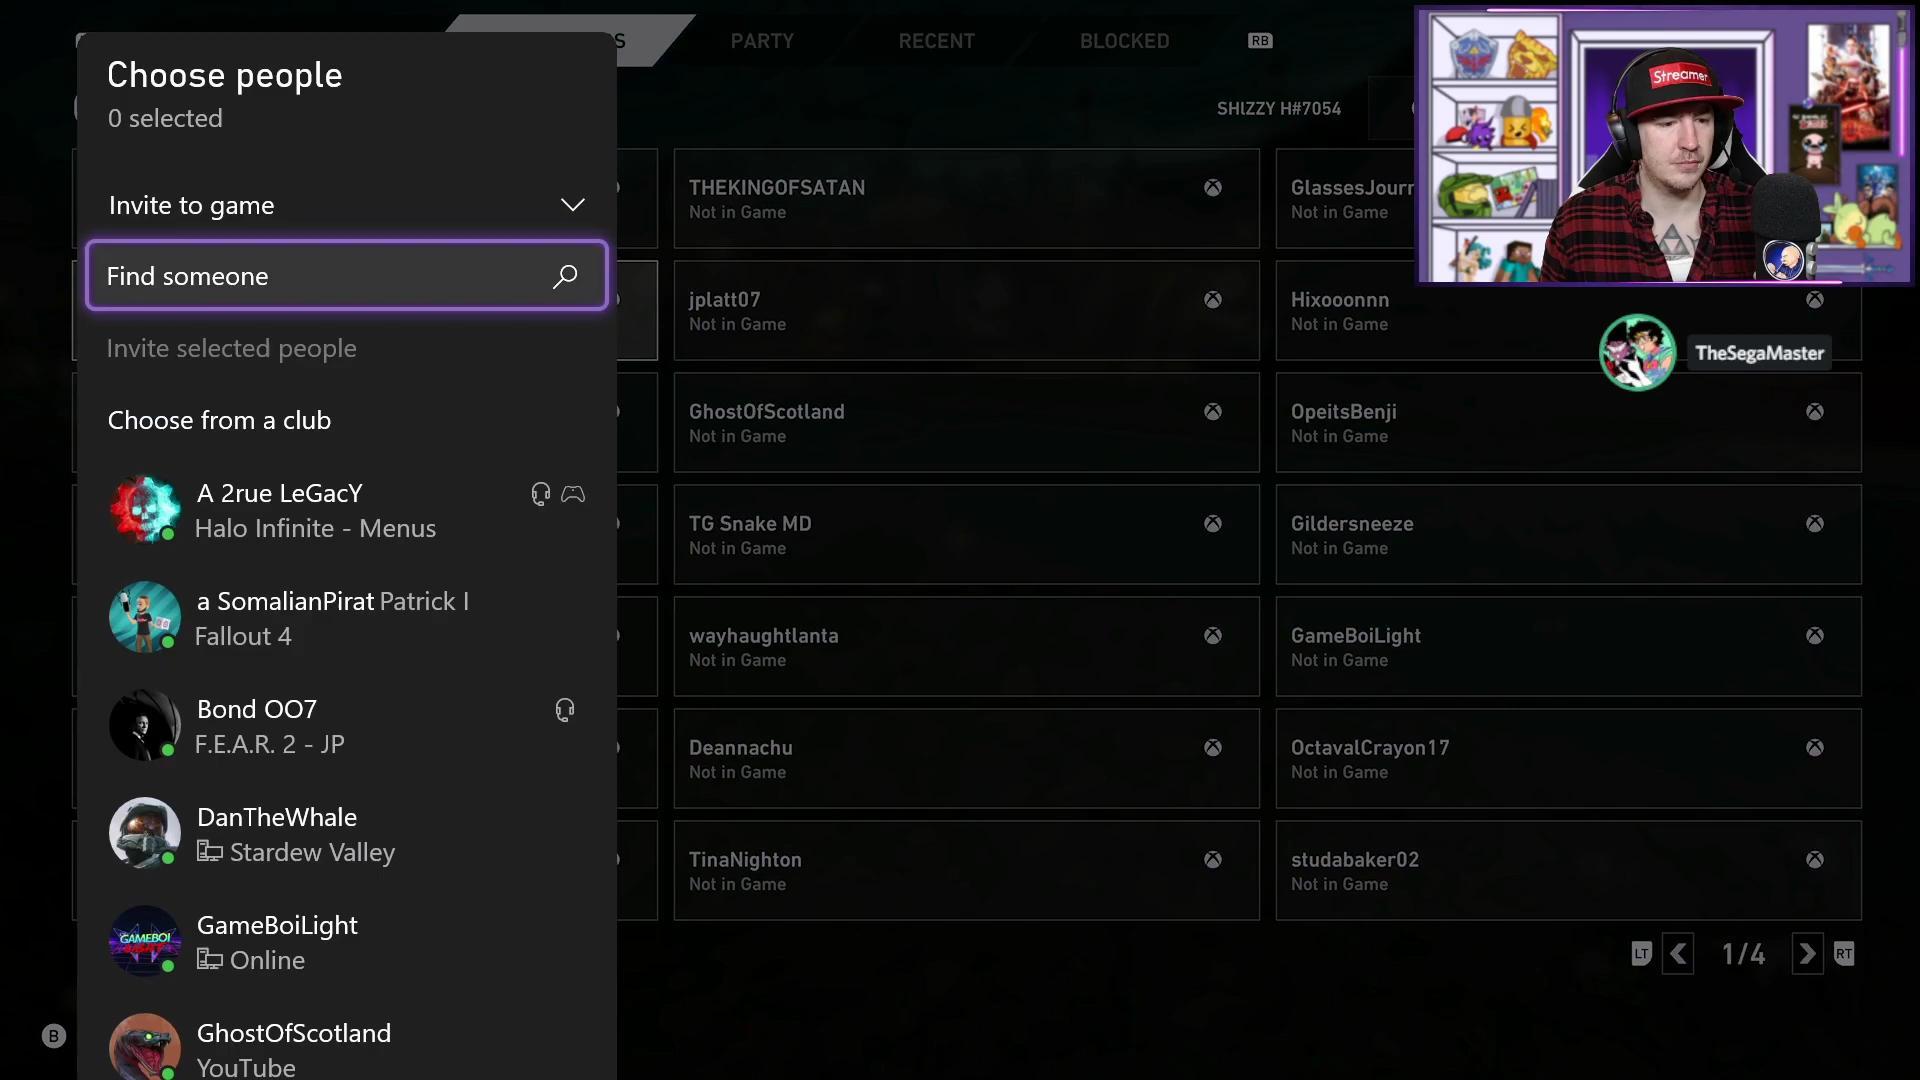 Choose people
0 selected
Invite to game
Find someone
Invite selected people
Choose from a club
A 2rue LeGacY
Halo Infinite - Menus
a SomalianPirat Patrick I
Fallout 4
Bond OO7
F.E.A.R. 2 - JP
DanTheWhale
Stardew Valley
GameBoiLight
Online
GAMEBOI
GhostOfScotland
YouTube
B
S
PARTY
RECENT
BLOCKED
RB
SHIZZY H#7054
THEKINGOFSATAN
Not in Game
GlassesJourn
Not in Game
jplatt07
Not in Game
Hixooonnn
Not in Game
GhostOfScotland
Not in Game
OpeitsBenji
Not in Game
TG Snake MD
Not in Game
Gildersneeze
Not in Game
wayhaughtlanta
Not in Game
GameBoiLight
Not in Game
Deannachu
Not in Game
OctavalCrayon17
Not in Game
TinaNighton
Not in Game
studabaker02
Not in Game
LT
1/4
RT
Streamer
TheSegaMaster